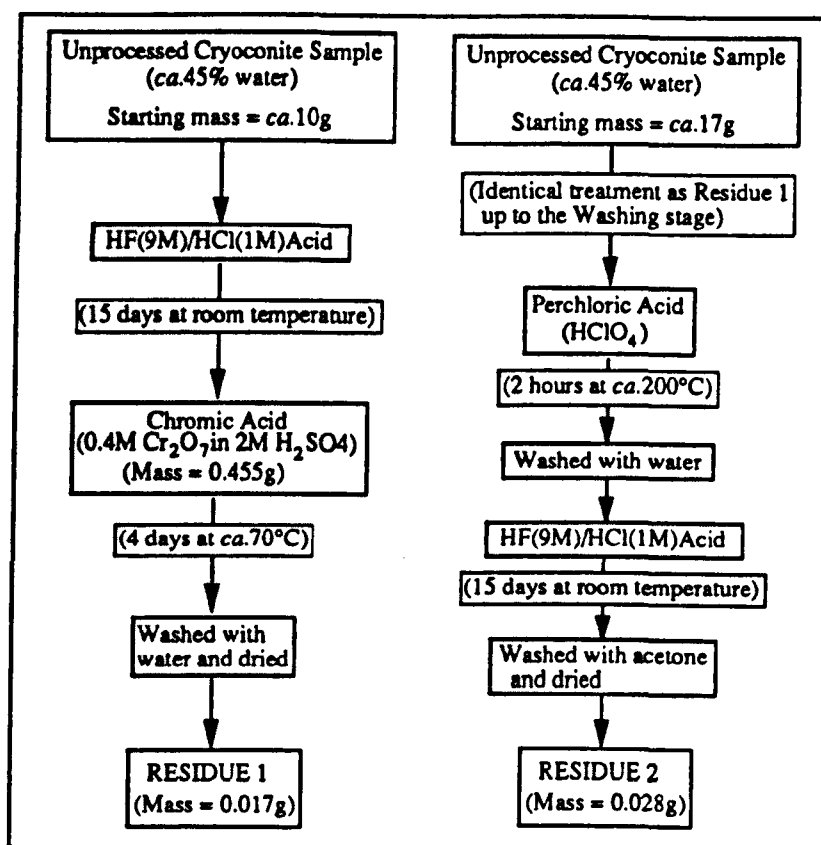 Unprocessed Cryoconite Sample
(ca.45% water)
Starting mass = ca.10g
HF(9M)/HCl(1M)Acid
(15 days at room temperature)
Chromic Acid
(0.4M Cr₂O₇in 2M H₂SO4)
(Mass = 0.455g)
(4 days at ca.70°C)
Washed with
water and dried
RESIDUE 1
(Mass = 0.017g)
Unprocessed Cryoconite Sample
(ca.45% water)
Starting mass = ca.17g
(Identical treatment as Residue 1
up to the Washing stage)
Perchloric Acid
(HClO₄)
(2 hours at ca.200°C)
Washed with water
HF(9M)/HCl(1M)Acid
(15 days at room temperature)
Washed with acetone
and dried
RESIDUE 2
(Mass = 0.028g)